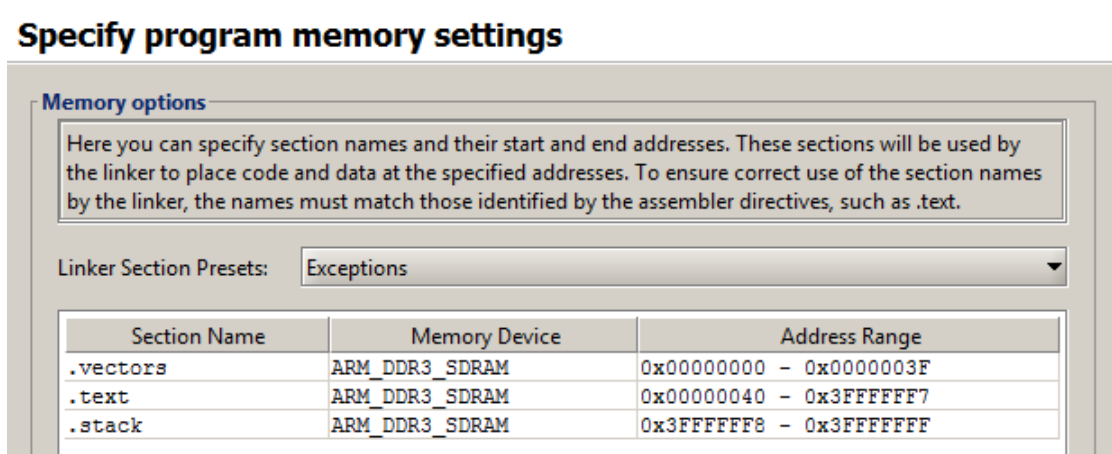 Specify program memory settings
Memory options
Here you can specify section names and their start and end addresses. These sections will be used by
the linker to place code and data at the specified addresses. To ensure correct use of the section names
by the linker, the names must match those identified by the assembler directives, such as .text.
Linker Section Presets: Exceptions
Section Name Memory Device Address Range
.vectors ARM_DDR3_SDRAM 0x00000000 - 0x0000003F
.text ARM_DDR3_SDRAM 0x00000040 - 0x3FFFFFF7
.stack ARM_DDR3_SDRAM 0x3FFFFFF8 - 0x3FFFFFFF